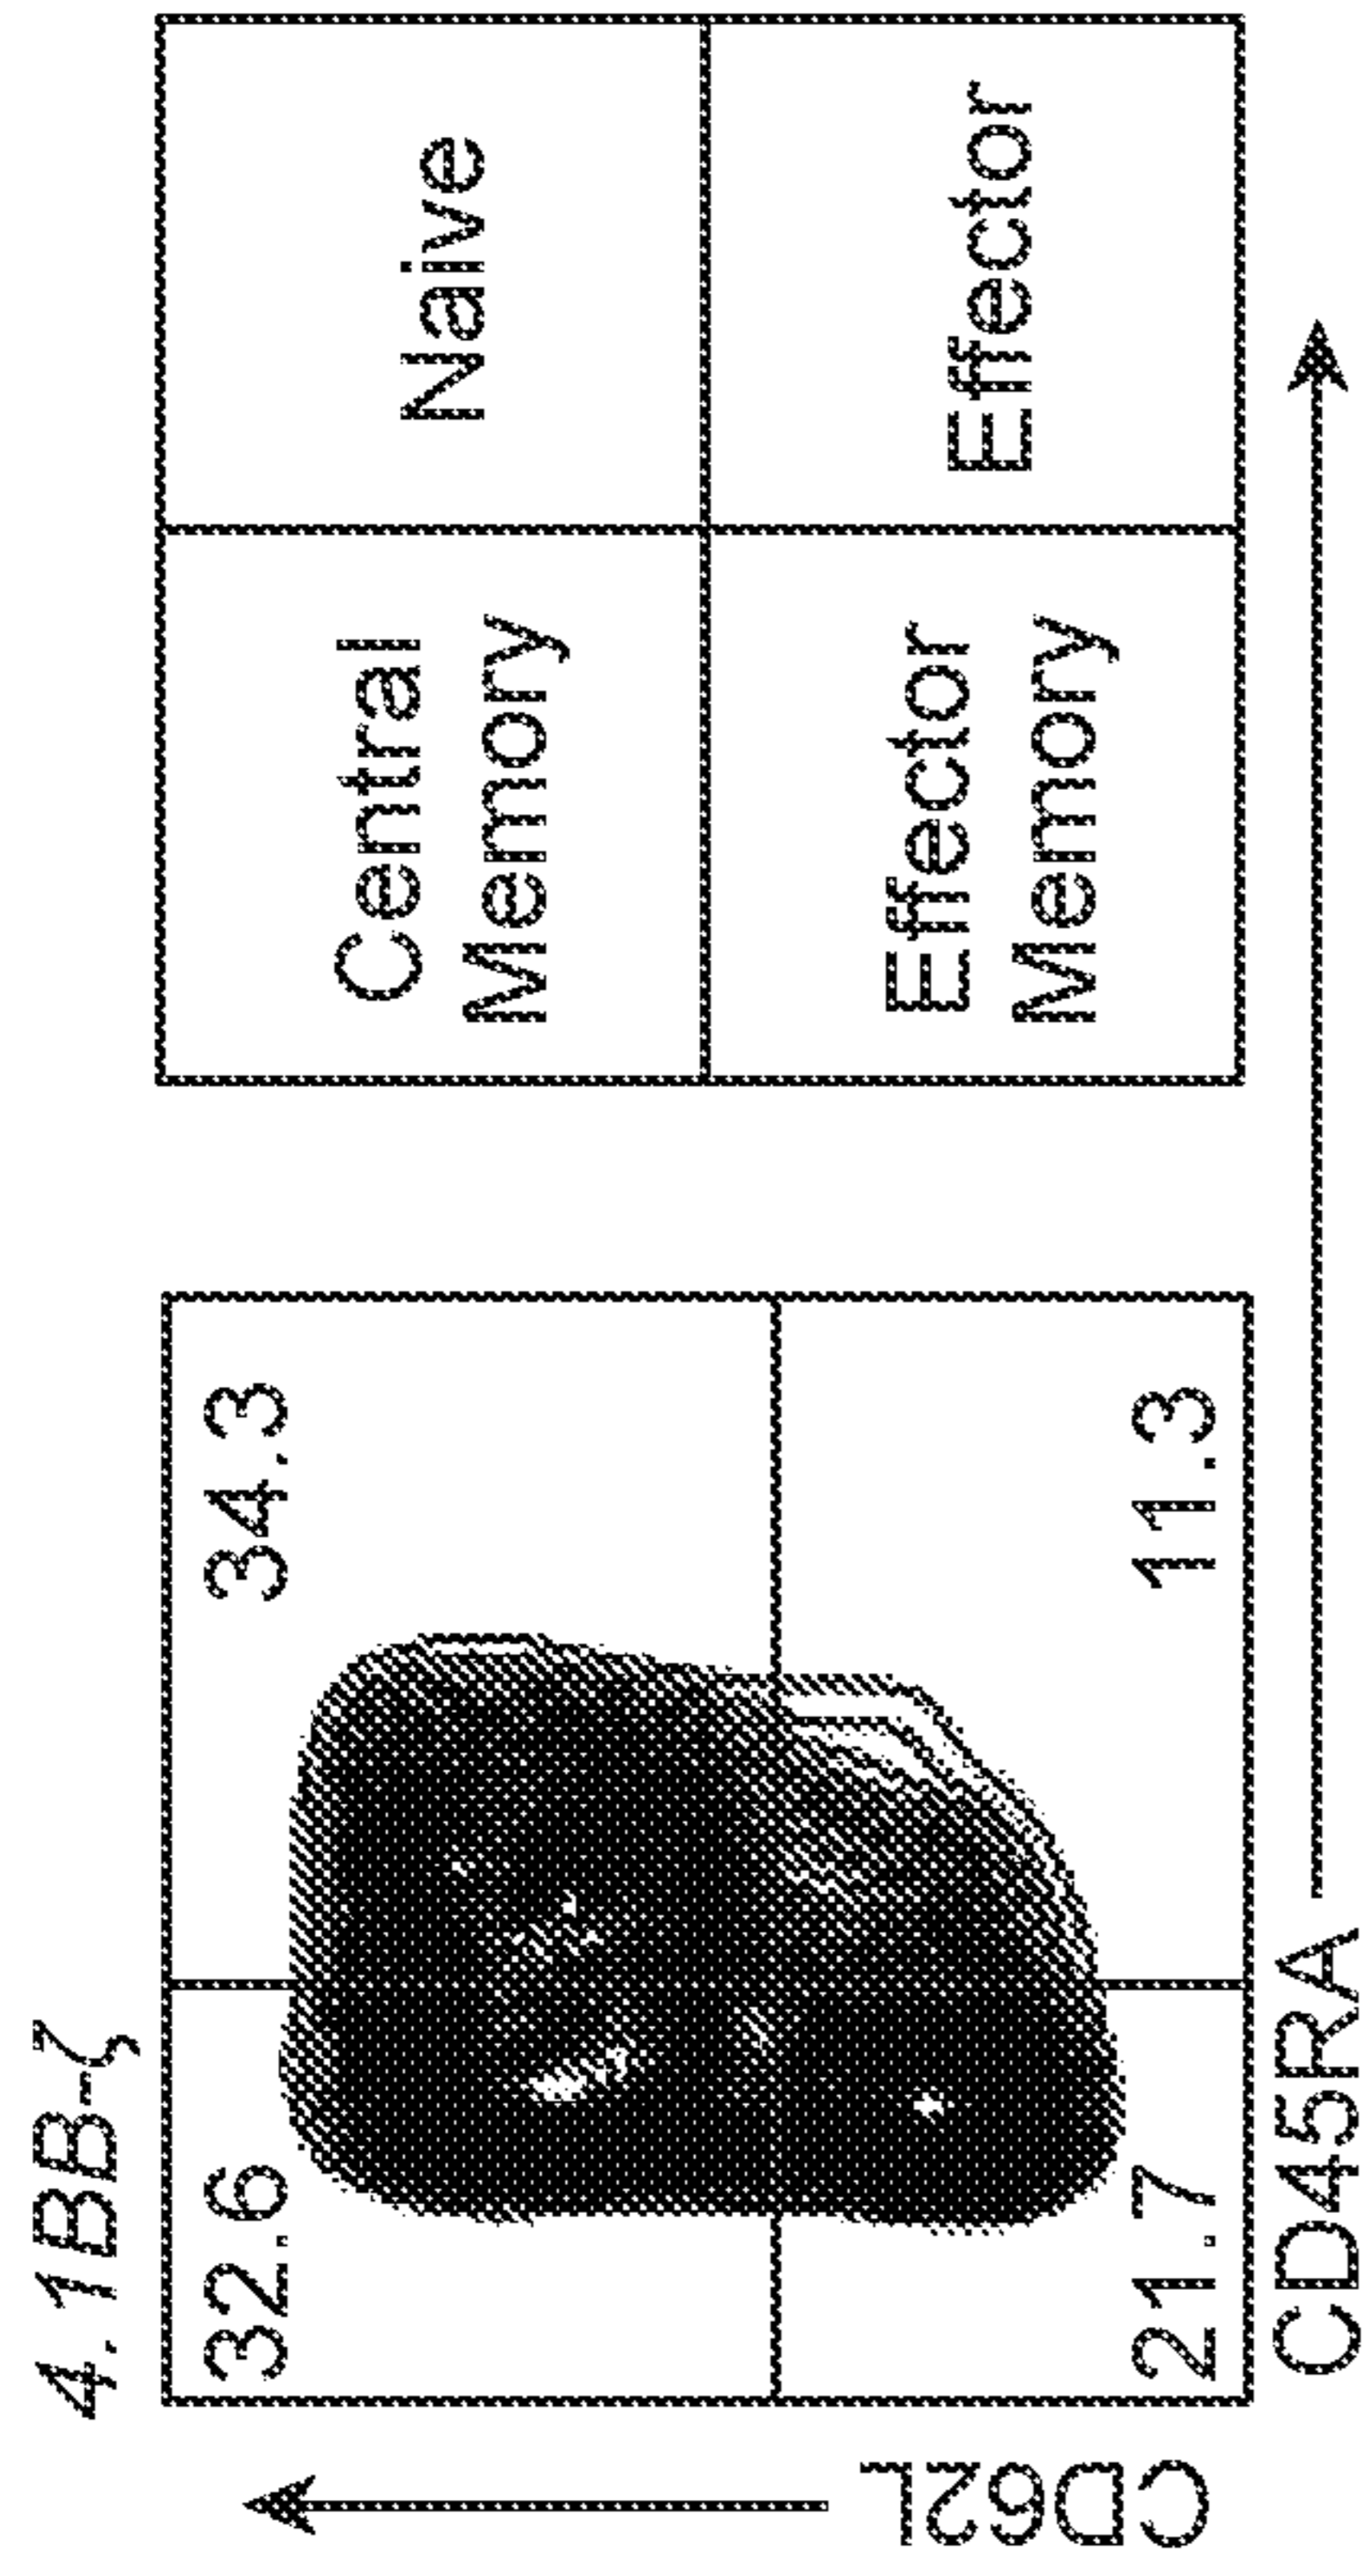 4.1BB-ζ
32.6
34.3
21.7
11.3
CD62L
CD45RA
Central
Memory
Naive
Effector
Memory
Effector